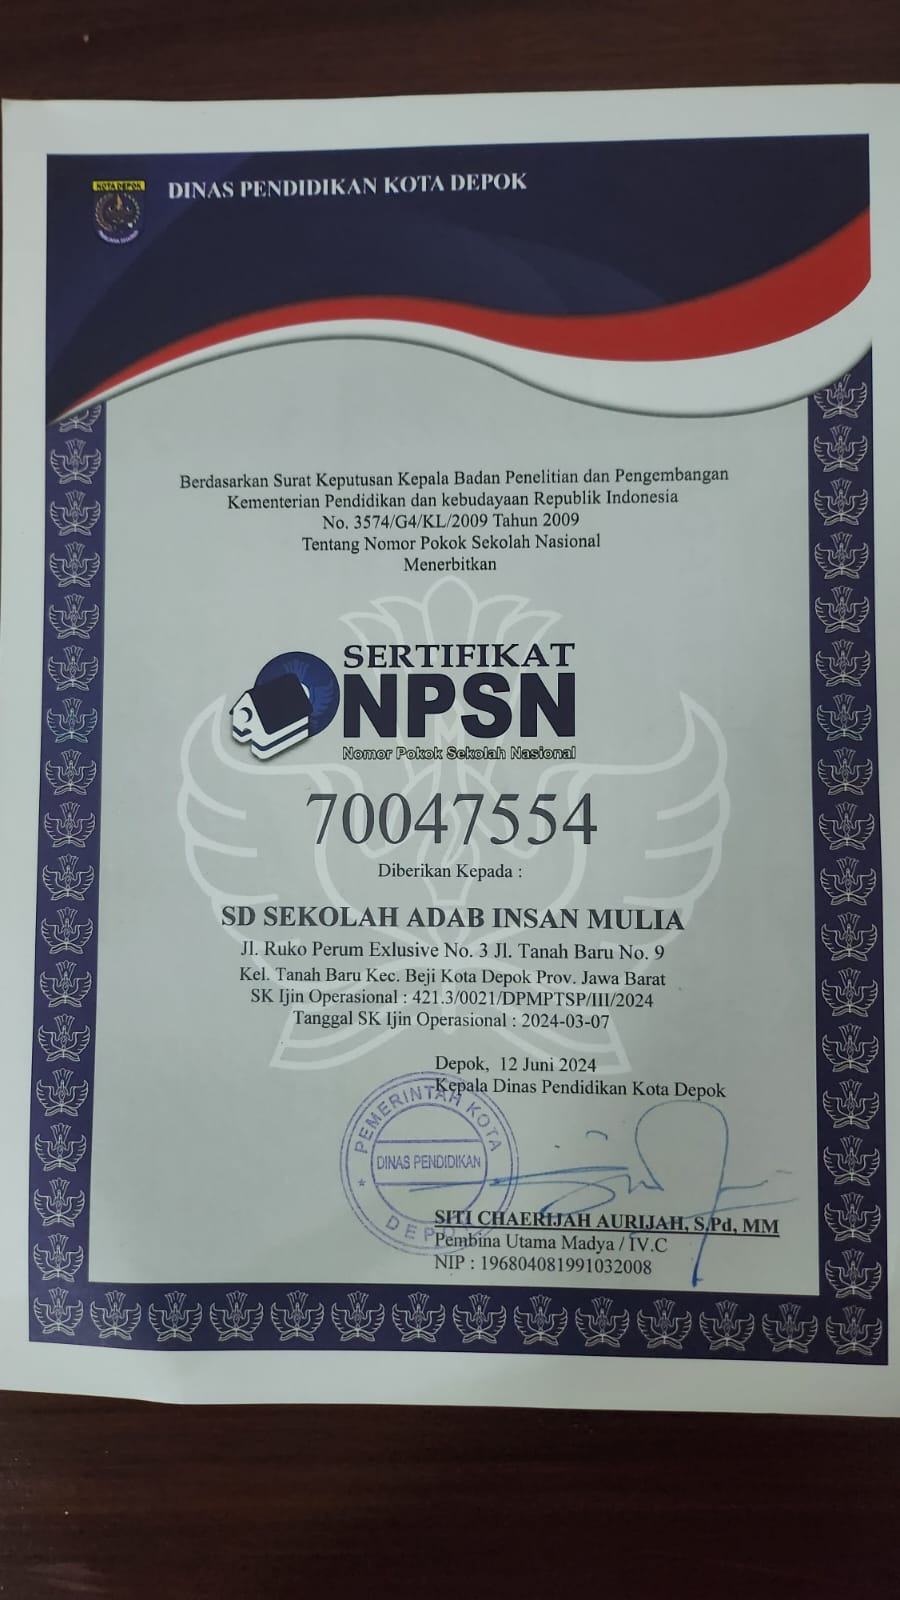 KOTA DEPOK
DINAS PENDIDIKAN KOTA DEPOK
Berdasarkan Surat Keputusan Kepala Badan Penelitian dan Pengembangan
Kementerian Pendidikan dan kebudayaan Republik Indonesia
No. 3574/G4/KL/2009 Tahun 2009
Tentang Nomor Pokok Sekolah Nasional
Menerbitkan
SERTIFIKAT
NPSN
Nomor Pokok Sekolah Nasional
70047554
Diberikan Kepada :
SD SEKOLAH ADAB INSAN MULIA
Jl. Ruko Perum Exlusive No. 3 Jl. Tanah Baru No. 9
Kel. Tanah Baru Kec. Beji Kota Depok Prov. Jawa Barat
SK Ijin Operasional : 421.3/0021/DPMPTSP/III/2024
Tanggal SK Ijin Operasional : 2024-03-07
Depok, 12 Juni 2024
Kepala Dinas Pendidikan Kota Depok
PEMERINTAH KOTA
DINAS PENDIDIKAN
DEPOK
SITI CHAERIJAH AURIJAH, S.Pd, MM
Pembina Utama Madya / IV.C
NIP : 196804081991032008